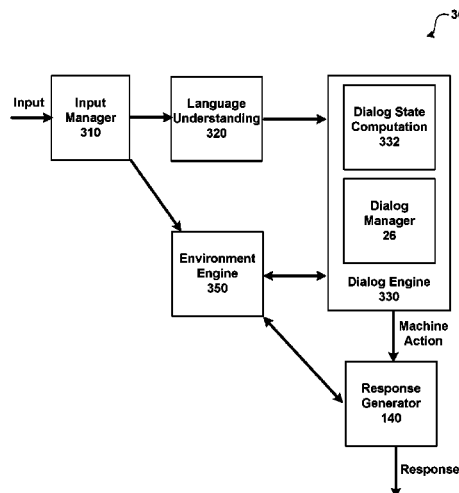 Input
Input
Manager
310
Language
Understanding
320
Dialog State
Computation
332
Dialog
Manager
26
Environment
Engine
350
Dialog Engine
330
Machine
Action
Response
Generator
140
Response